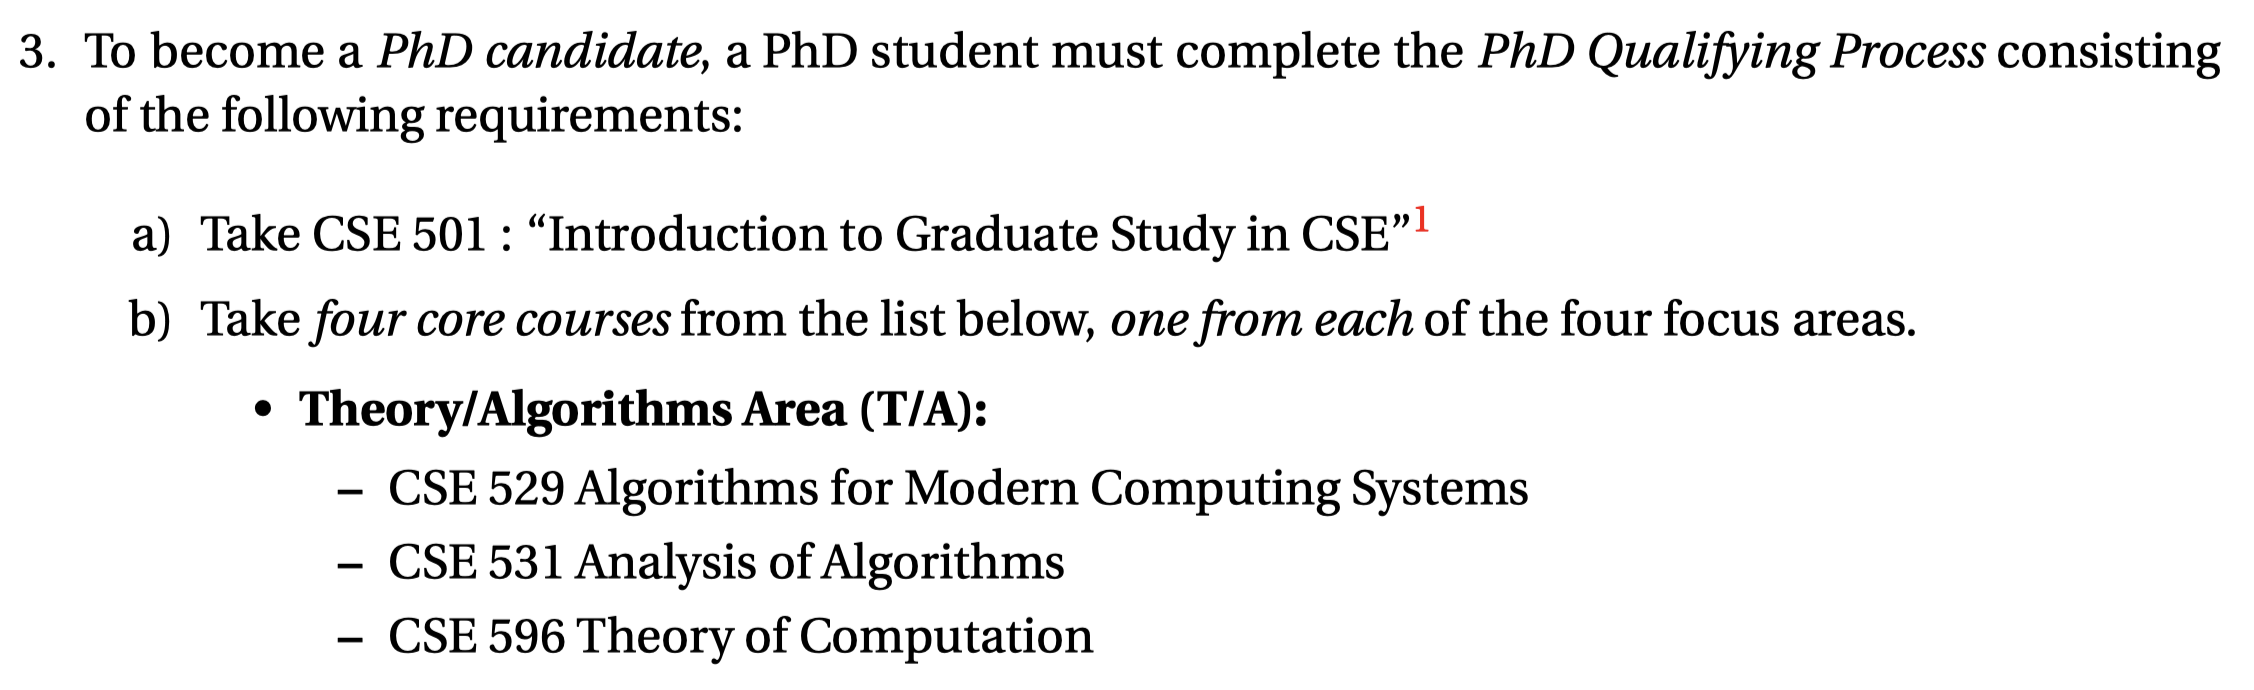 3. To become a PhD candidate, a PhD student must complete the PhD Qualifying Process consisting
of the following requirements:
a) Take CSE 501 : “Introduction to Graduate Study in CSE”1
b) Take four core courses from the list below, one from each of the four focus areas.
• Theory/Algorithms Area (T/A):
– CSE 529 Algorithms for Modern Computing Systems
– CSE 531 Analysis of Algorithms
– CSE 596 Theory of Computation